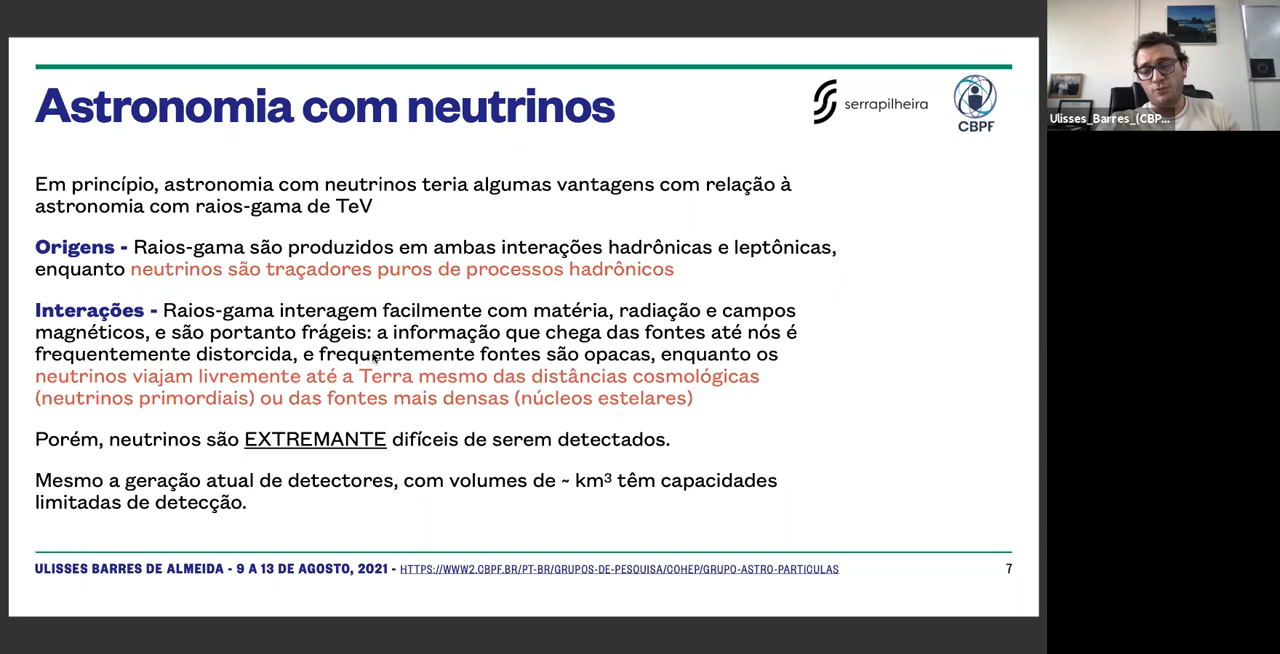 Astronomia com neutrinos
serrapilheira
CBPF
Ulisses_Barres_(CBP...
Em princípio, astronomia com neutrinos teria algumas vantagens com relação à
astronomia com raios-gama de TeV
Origens - Raios-gama são produzidos em ambas interações hadrônicas e leptônicas,
enquanto neutrinos são traçadores puros de processos hadrônicos
Interações - Raios-gama interagem facilmente com matéria, radiação e campos
magnéticos, e são portanto frágeis: a informação que chega das fontes até nós é
frequentemente distorcida, e frequentemente fontes são opacas, enquanto os
neutrinos viajam livremente até a Terra mesmo das distâncias cosmológicas
(neutrinos primordiais) ou das fontes mais densas (núcleos estelares)
Porém, neutrinos são EXTREMANTE difíceis de serem detectados.
Mesmo a geração atual de detectores, com volumes de ~ km³ têm capacidades
limitadas de detecção.
ULISSES BARRES DE ALMEIDA - 9 A 13 DE AGOSTO, 2021 - HTTPS://WWW2.CBPF.BR/PT-BR/GRUPOS-DE-PESQUISA/COHEP/GRUPO-ASTRO-PARTICULAS
7